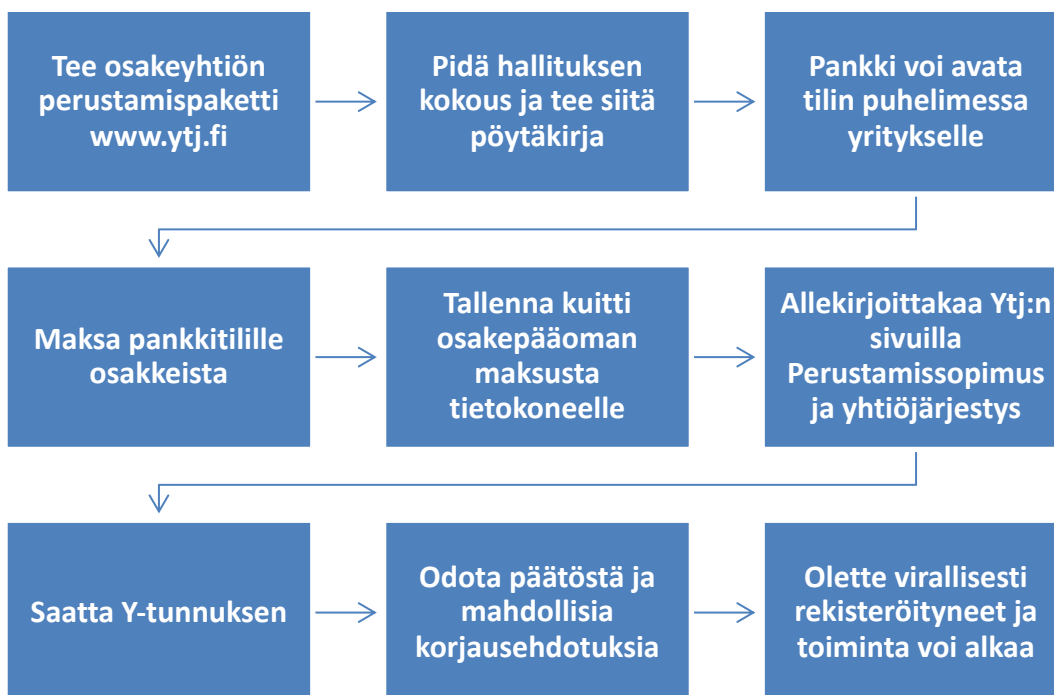 Tee osakeyhtiön
perustamispaketti
www.ytj.fi
Pidä hallituksen
kokous ja tee siitä
pöytäkirja
Pankki voi avata
tilin puhelimessa
yritykselle
Maksa pankkitilille
osakkeista
Tallenna kuitti
osakepääoman
maksusta
tietokoneelle
Allekirjoittakaa Ytj:n
sivuilla
Perustamissopimus
ja yhtiöjärjestys
Saatta Y-tunnuksen
Odota päätöstä ja
mahdollisia
korjausehdotuksia
Olette virallisesti
rekisteröityneet ja
toiminta voi alkaa